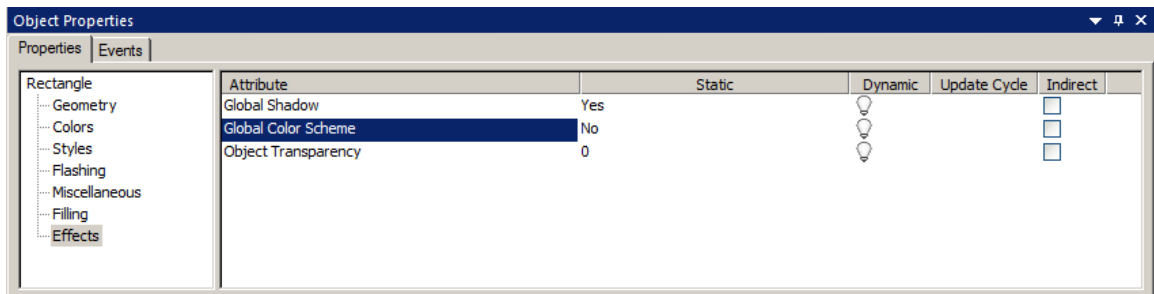 Object Properties
Properties Events
Rectangle
Geometry
Colors
Styles
Flashing
Miscellaneous
Filling
Effects
Attribute Static Dynamic Update Cycle Indirect
Global Shadow Yes
Global Color Scheme No
Object Transparency 0